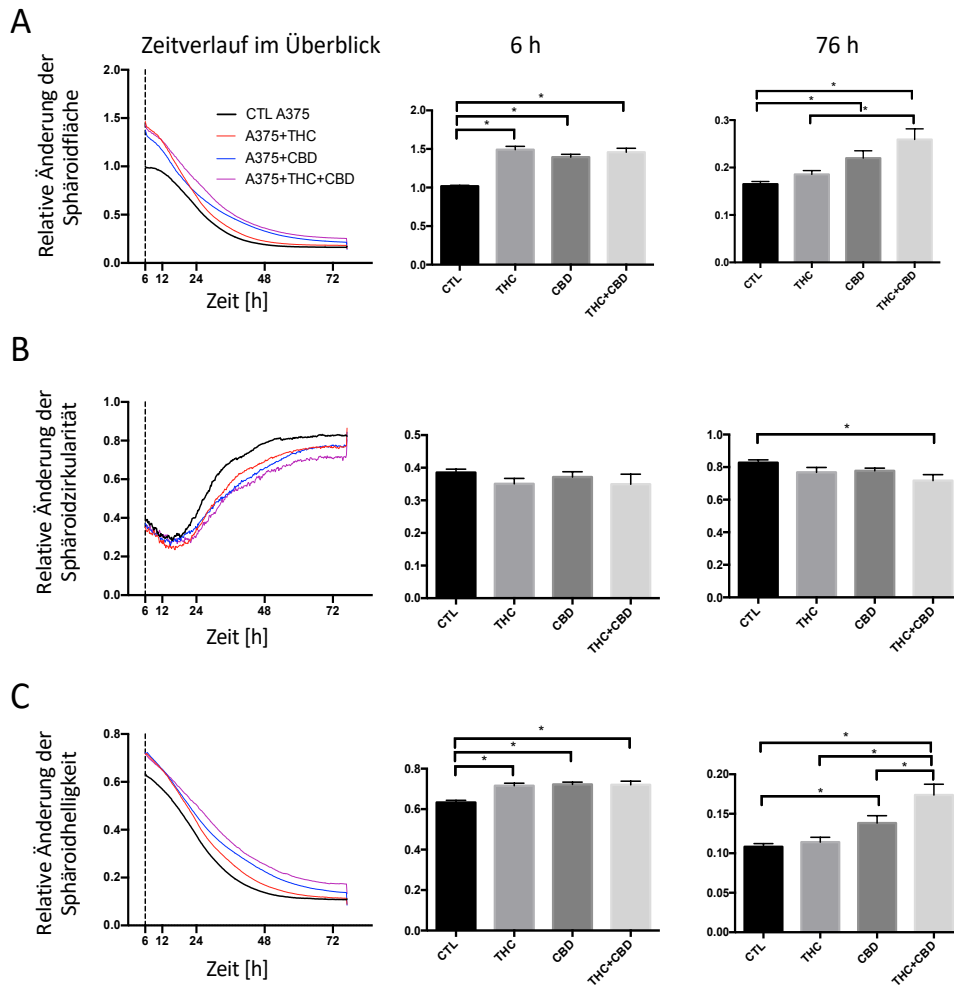 A
Zeitverlauf im Überblick
6 h
76 h
Relative Änderung der
Sphäroidfläche
2.0
1.5
1.0
0.5
0.0
6 12 24 48 72
Zeit [h]
CTL A375
A375+THC
A375+CBD
A375+THC+CBD
2.0
1.5
1.0
0.5
0.0
* * *
CTL THC CBD THC+CBD
0.3
0.2
0.1
0.0
* * *
CTL THC CBD THC+CBD
B
Relative Änderung der
Sphäroidzirkularität
1.0
0.8
0.6
0.4
0.2
0.0
6 12 24 48 72
Zeit [h]
0.5
0.4
0.3
0.2
0.1
0.0
CTL THC CBD THC+CBD
1.0
0.8
0.6
0.4
0.2
0.0
*
CTL THC CBD THC+CBD
C
Relative Änderung der
Sphäroidhelligkeit
0.8
0.6
0.4
0.2
0.0
6 12 24 48 72
Zeit [h]
0.8
0.6
0.4
0.2
0.0
* * *
CTL THC CBD THC+CBD
0.20
0.15
0.10
0.05
0.00
* * * *
CTL THC CBD THC+CBD